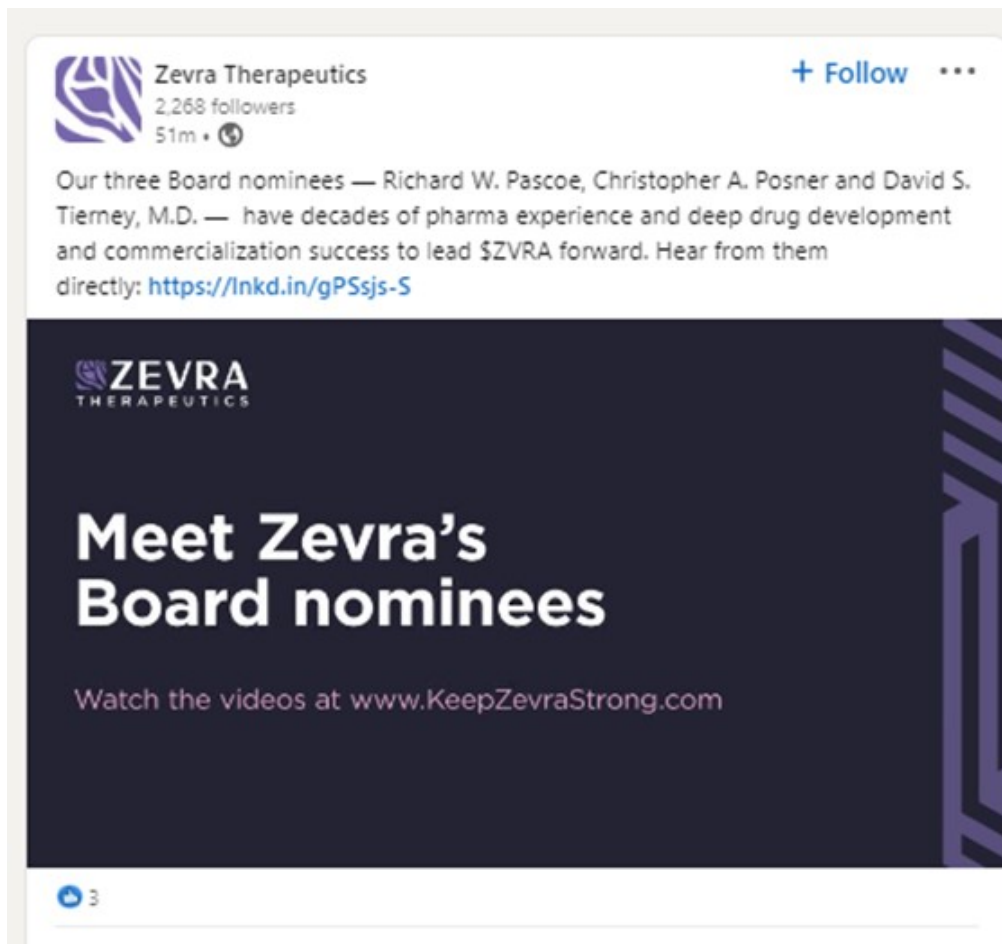 Zevra Therapeutics
+ Follow ...
2,268 followers
51m •
Our three Board nominees — Richard W. Pascoe, Christopher A. Posner and David S.
Tierney, M.D. — have decades of pharma experience and deep drug development
and commercialization success to lead $ZVRA forward. Hear from them
directly: https://lnkd.in/gPSsjs-S
ZEVRA
THERAPEUTICS
Meet Zevra’s
Board nominees
Watch the videos at www.KeepZevraStrong.com
3